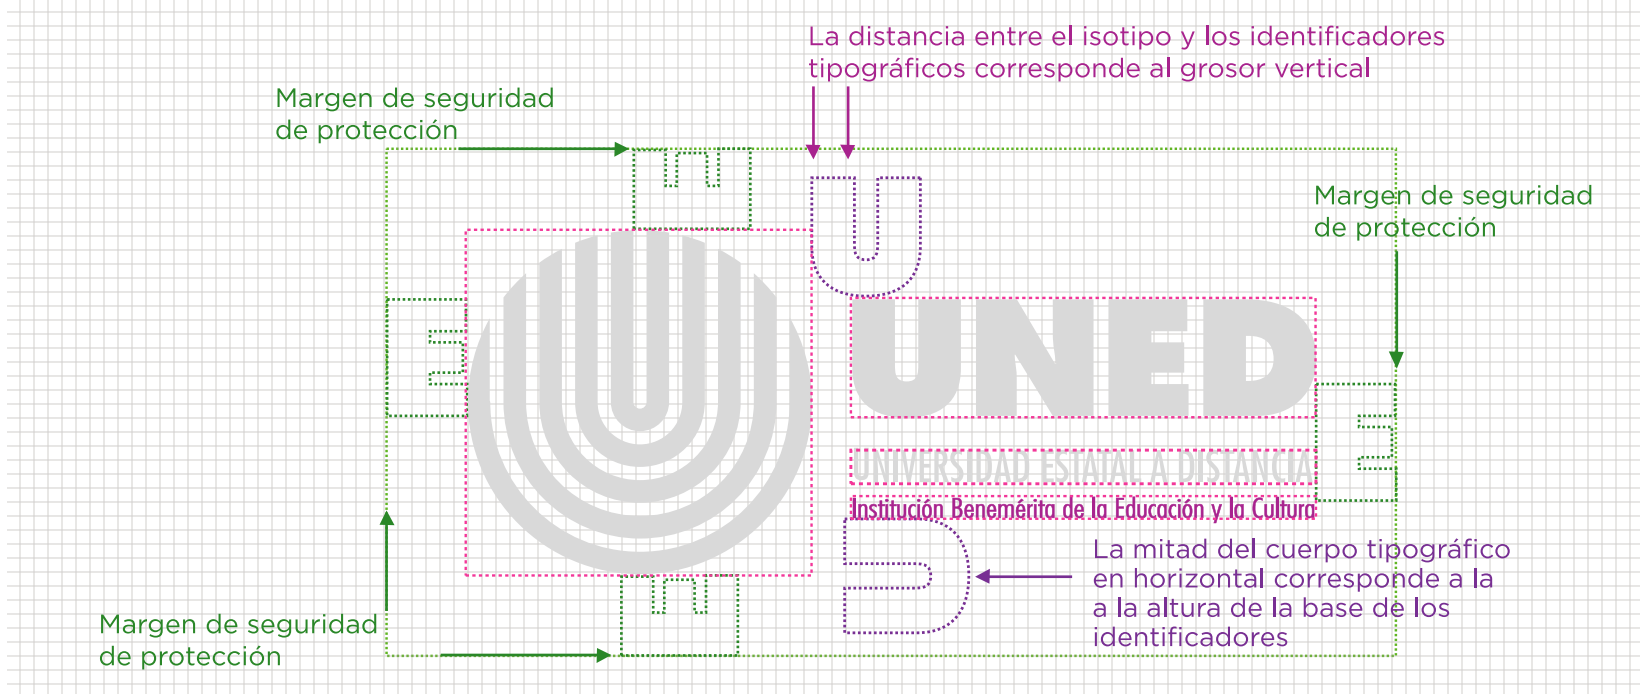 La distancia entre el isotipo y los identificadores
tipográficos corresponde al grosor vertical
Margen de seguridad
de protección
Margen de seguridad
de protección
UNED
UNIVERSIDAD ESTATAL A DISTANCIA
Institución Benemérita de la Educación y la Cultura
La mitad del cuerpo tipográfico
en horizontal corresponde a la
a la altura de la base de los
identificadores
Margen de seguridad
de protección